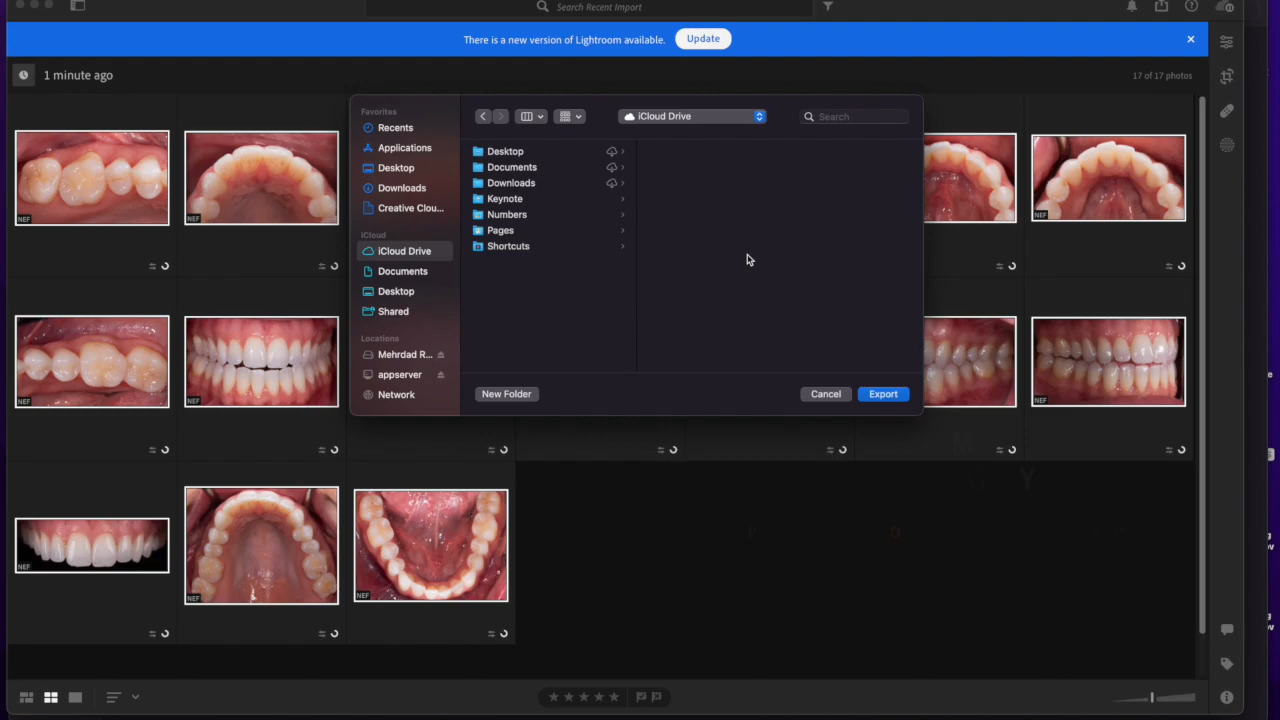 Search Recent Import
There is a new version of Lightroom available.
Update
1 minute ago
17 of 17 photos
Favorites
Recents
Applications
Desktop
Downloads
Creative Clou...
iCloud
iCloud Drive
Documents
Desktop
Shared
Locations
Mehrdad R...
appserver
Network
iCloud Drive
Search
Desktop
Documents
Downloads
Keynote
Numbers
Pages
Shortcuts
New Folder
Cancel
Export
NEF
NEF
NEF
NEF
NEF
NEF
NEF
NEF
NEF